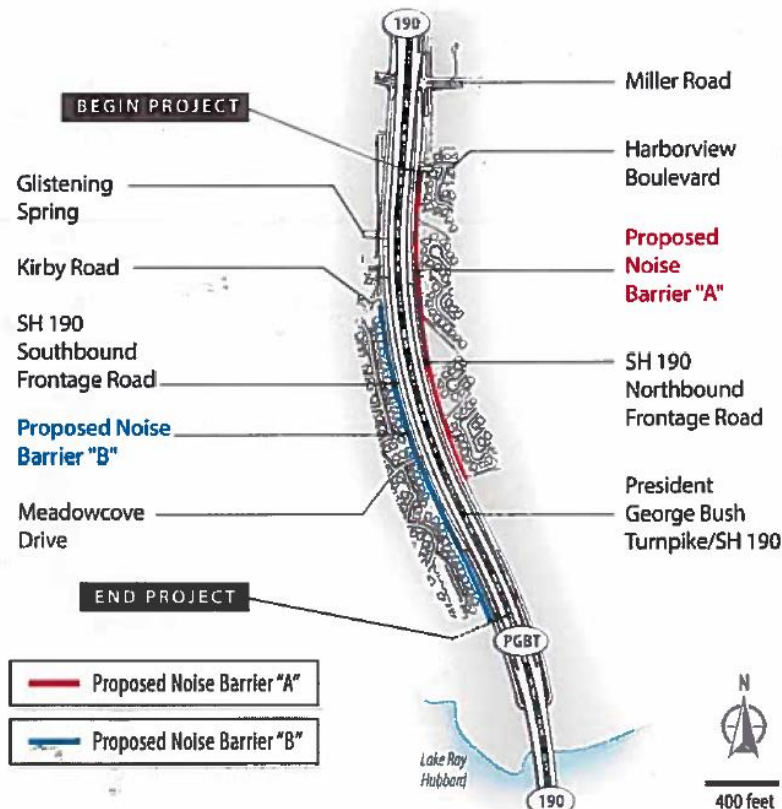 190
Miller Road
BEGIN PROJECT
Harborview
Boulevard
Glistening
Spring
Proposed
Noise
Barrier "A"
Kirby Road
SH 190
Southbound
Frontage Road
SH 190
Northbound
Frontage Road
Proposed Noise
Barrier "B"
President
George Bush
Turnpike/SH 190
Meadowcove
Drive
END PROJECT
PGBT
Proposed Noise Barrier "A"
Proposed Noise Barrier "B"
Lake Ray
Hubbard
N
400 feet
190